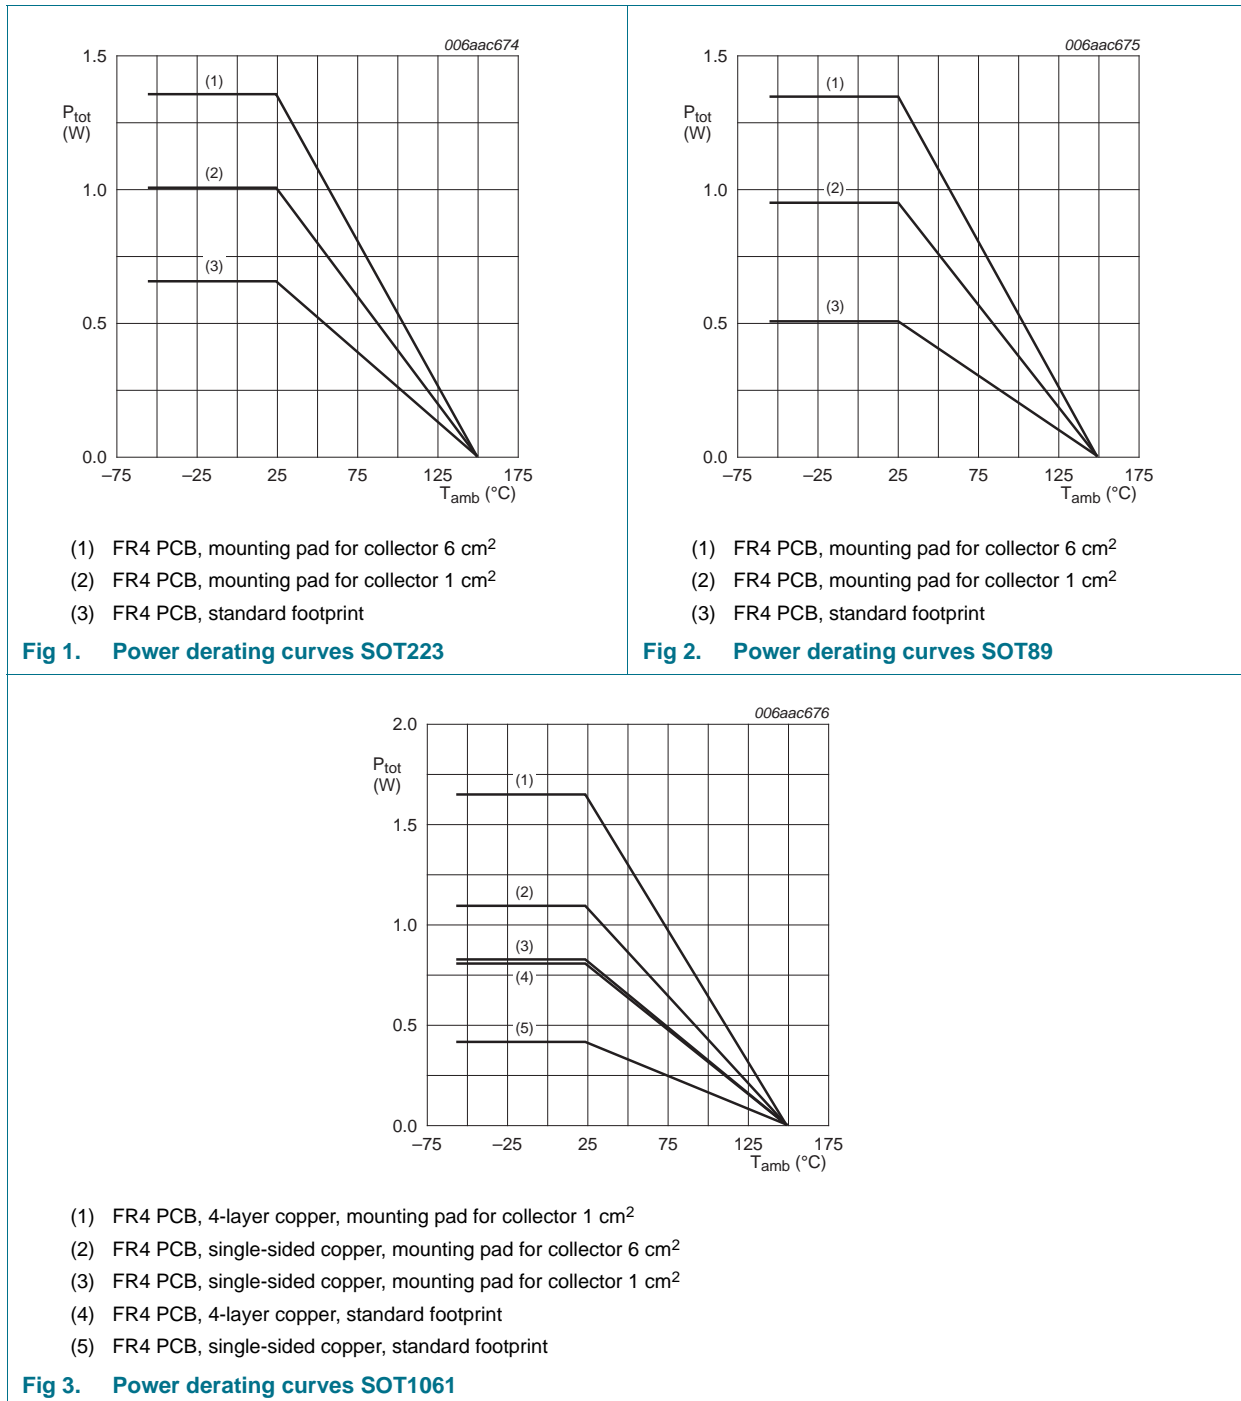 006aac674
1.5
Ptot
(W)
(1)
1.0
(2)
(3)
0.5
0.0
–75 –25 25 75 125 175
Tamb (°C)
(1) FR4 PCB, mounting pad for collector 6 cm2
(2) FR4 PCB, mounting pad for collector 1 cm2
(3) FR4 PCB, standard footprint
Fig 1. Power derating curves SOT223
006aac675
1.5
Ptot
(W)
(1)
1.0
(2)
(3)
0.5
0.0
–75 –25 25 75 125 175
Tamb (°C)
(1) FR4 PCB, mounting pad for collector 6 cm2
(2) FR4 PCB, mounting pad for collector 1 cm2
(3) FR4 PCB, standard footprint
Fig 2. Power derating curves SOT89
006aac676
2.0
Ptot
(W)
(1)
1.5
(2)
1.0
(3)
(4)
0.5
(5)
0.0
–75 –25 25 75 125 175
Tamb (°C)
(1) FR4 PCB, 4-layer copper, mounting pad for collector 1 cm2
(2) FR4 PCB, single-sided copper, mounting pad for collector 6 cm2
(3) FR4 PCB, single-sided copper, mounting pad for collector 1 cm2
(4) FR4 PCB, 4-layer copper, standard footprint
(5) FR4 PCB, single-sided copper, standard footprint
Fig 3. Power derating curves SOT1061